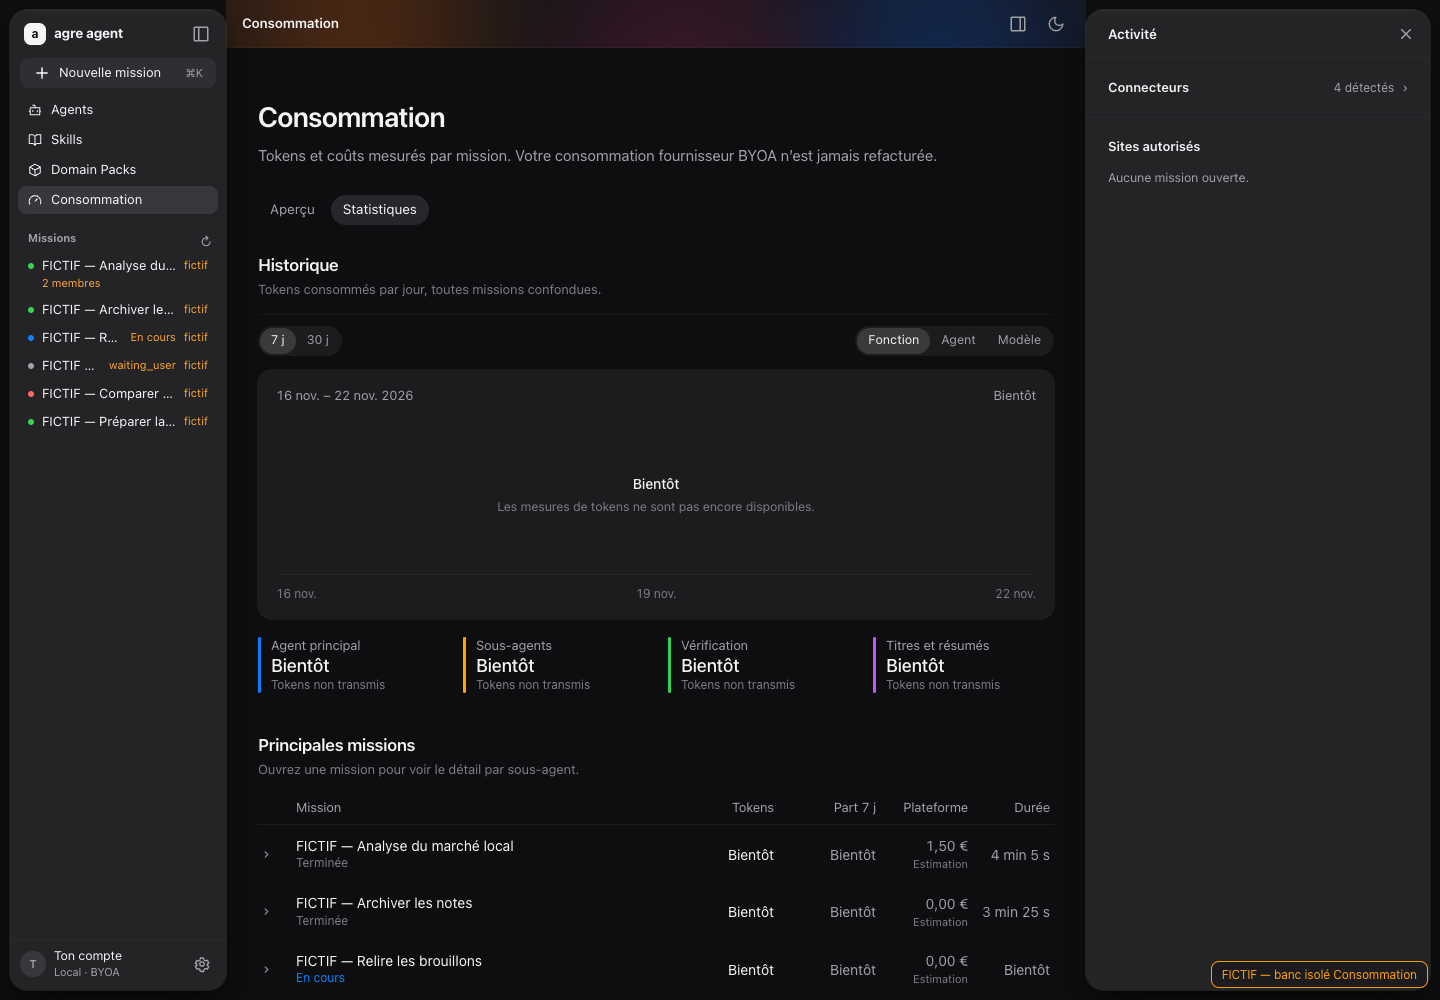 a agre agent
Nouvelle mission ⌘K
Agents
Skills
Domain Packs
Consommation
Missions
FICTIF — Analyse du... fictif
2 membres
FICTIF — Archiver le... fictif
FICTIF — R... En cours fictif
FICTIF ... waiting_user fictif
FICTIF — Comparer ... fictif
FICTIF — Préparer la... fictif
T Ton compte
Local · BYOA
Consommation
Consommation
Tokens et coûts mesurés par mission. Votre consommation fournisseur BYOA n’est jamais refacturée.
Aperçu Statistiques
Historique
Tokens consommés par jour, toutes missions confondues.
7 j 30 j Fonction Agent Modèle
16 nov. – 22 nov. 2026 Bientôt
Bientôt
Les mesures de tokens ne sont pas encore disponibles.
16 nov. 19 nov. 22 nov.
Agent principal Sous-agents Vérification Titres et résumés
Bientôt Bientôt Bientôt Bientôt
Tokens non transmis Tokens non transmis Tokens non transmis Tokens non transmis
Principales missions
Ouvrez une mission pour voir le détail par sous-agent.
Mission Tokens Part 7 j Plateforme Durée
FICTIF — Analyse du marché local Bientôt Bientôt 1,50 € 4 min 5 s
Terminée Estimation
FICTIF — Archiver les notes Bientôt Bientôt 0,00 € 3 min 25 s
Terminée Estimation
FICTIF — Relire les brouillons Bientôt Bientôt 0,00 € Bientôt
En cours Estimation
Activité
Connecteurs 4 détectés ›
Sites autorisés
Aucune mission ouverte.
FICTIF — banc isolé Consommation